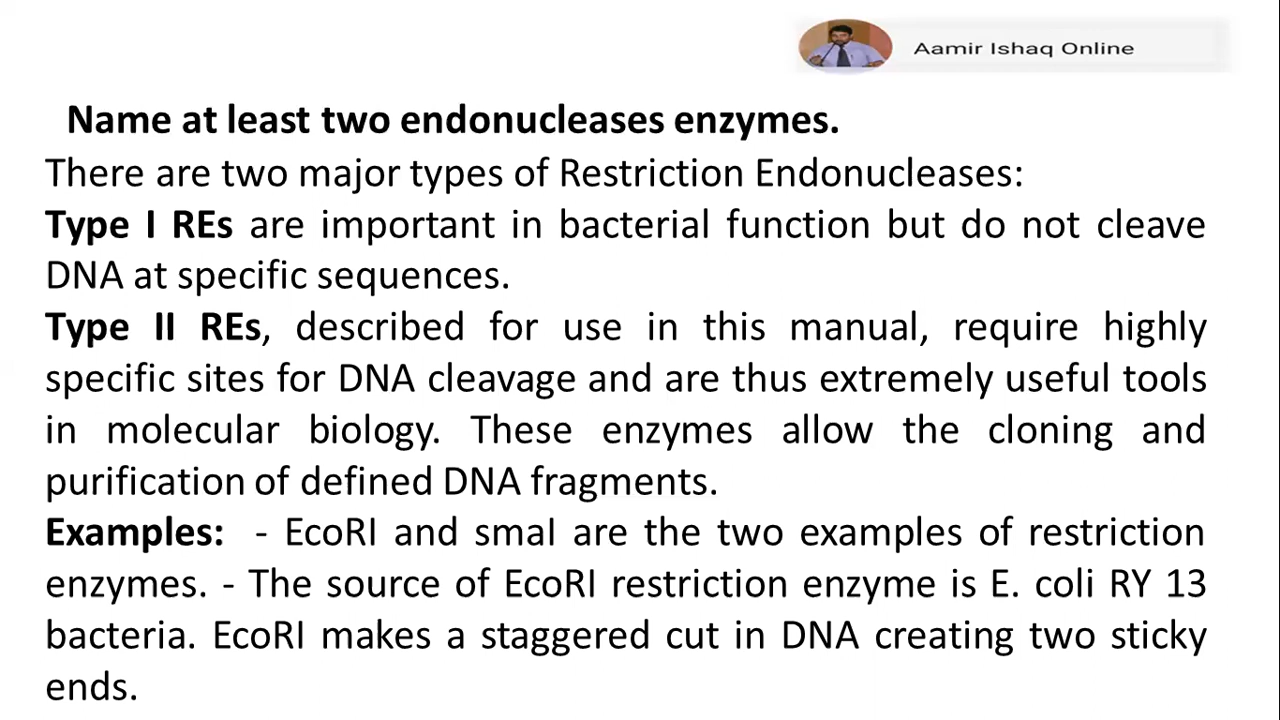 Aamir Ishaq Online
Name at least two endonucleases enzymes.
There are two major types of Restriction Endonucleases:
Type I REs are important in bacterial function but do not cleave
DNA at specific sequences.
Type II REs, described for use in this manual, require highly
specific sites for DNA cleavage and are thus extremely useful tools
in molecular biology. These enzymes allow the cloning and
purification of defined DNA fragments.
Examples: - EcoRI and smaI are the two examples of restriction
enzymes. - The source of EcoRI restriction enzyme is E. coli RY 13
bacteria. EcoRI makes a staggered cut in DNA creating two sticky
ends.